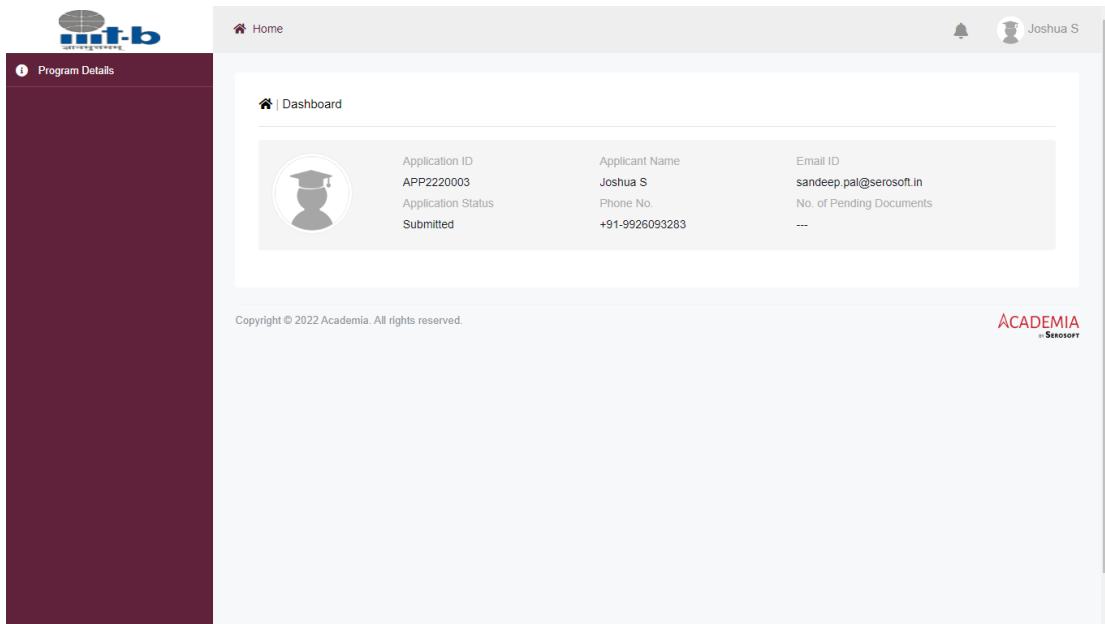 iiit-b
Home
Joshua S
Program Details
| Dashboard
Application ID
Applicant Name
Email ID
APP2220003
Joshua S
sandeep.pal@serosoft.in
Application Status
Phone No.
No. of Pending Documents
Submitted
+91-9926093283
---
Copyright © 2022 Academia. All rights reserved.
ACADEMIA
BY SEROSOFT